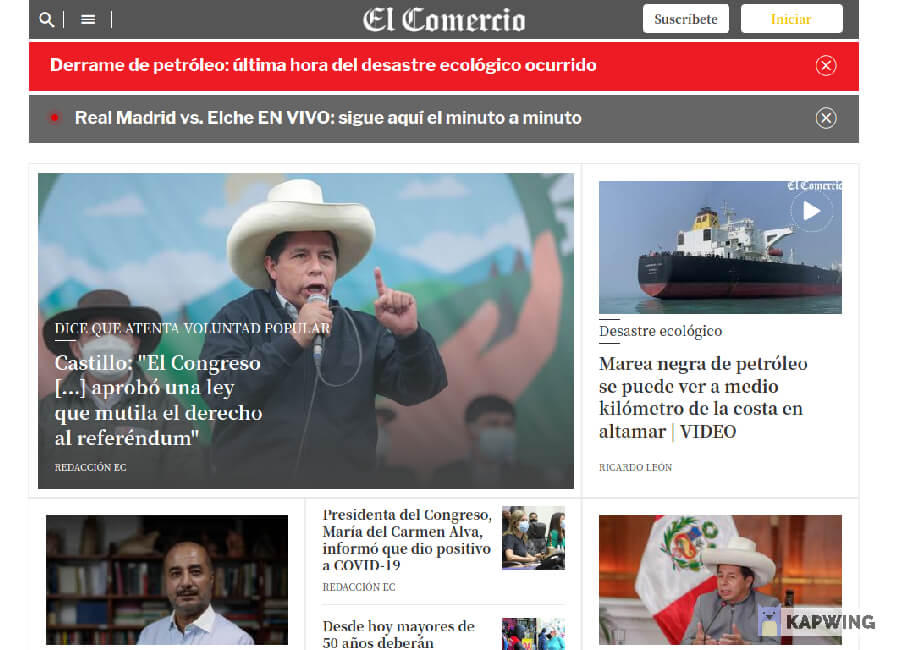 El Comercio
Suscríbete
Iniciar
Derrame de petróleo: última hora del desastre ecológico ocurrido
Real Madrid vs. Elche EN VIVO: sigue aquí el minuto a minuto
DICE QUE ATENTA VOLUNTAD POPULAR
Castillo: "El Congreso
[...] aprobó una ley
que mutila el derecho
al referéndum"
REDACCIÓN EC
El Comercio
Desastre ecológico
Marea negra de petróleo
se puede ver a medio
kilómetro de la costa en
altamar | VIDEO
RICARDO LEÓN
Presidenta del Congreso,
María del Carmen Alva,
informó que dio positivo
a COVID-19
REDACCIÓN EC
Desde hoy mayores de
50 años deberán
KAPWING